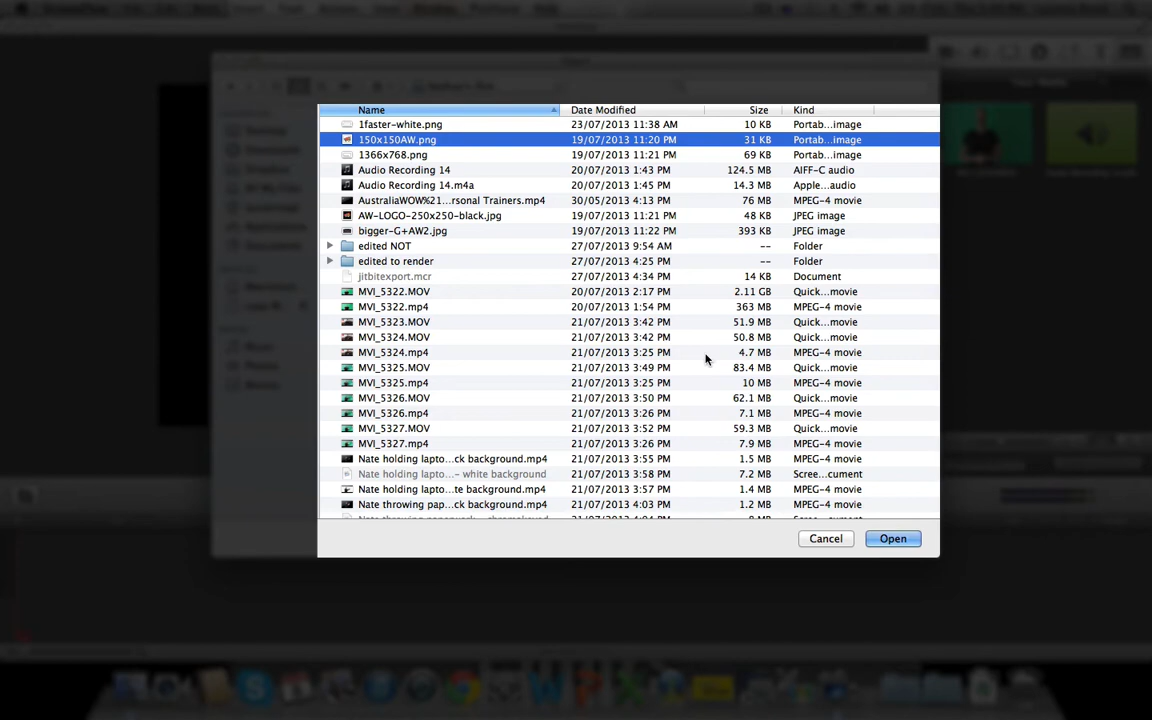 Name Date Modified Size Kind
1faster-white.png 23/07/2013 11:38 AM 10 KB Portab...image
150x150AW.png 19/07/2013 11:20 PM 31 KB Portab...image
1366x768.png 19/07/2013 11:21 PM 69 KB Portab...image
Audio Recording 14 20/07/2013 1:43 PM 124.5 MB AIFF-C audio
Audio Recording 14.m4a 20/07/2013 1:45 PM 14.3 MB Apple...audio
AustraliaWOW%21...rsonal Trainers.mp4 30/05/2013 4:13 PM 76 MB MPEG-4 movie
AW-LOGO-250x250-black.jpg 19/07/2013 11:21 PM 48 KB JPEG image
bigger-G+AW2.jpg 19/07/2013 11:22 PM 393 KB JPEG image
edited NOT 27/07/2013 9:54 AM -- Folder
edited to render 27/07/2013 4:25 PM -- Folder
jitbitexport.mcr 27/07/2013 4:34 PM 14 KB Document
MVI_5322.MOV 20/07/2013 2:17 PM 2.11 GB Quick...movie
MVI_5322.mp4 20/07/2013 1:54 PM 363 MB MPEG-4 movie
MVI_5323.MOV 21/07/2013 3:42 PM 51.9 MB Quick...movie
MVI_5324.MOV 21/07/2013 3:42 PM 50.8 MB Quick...movie
MVI_5324.mp4 21/07/2013 3:25 PM 4.7 MB MPEG-4 movie
MVI_5325.MOV 21/07/2013 3:49 PM 83.4 MB Quick...movie
MVI_5325.mp4 21/07/2013 3:25 PM 10 MB MPEG-4 movie
MVI_5326.MOV 21/07/2013 3:50 PM 62.1 MB Quick...movie
MVI_5326.mp4 21/07/2013 3:26 PM 7.1 MB MPEG-4 movie
MVI_5327.MOV 21/07/2013 3:52 PM 59.3 MB Quick...movie
MVI_5327.mp4 21/07/2013 3:26 PM 7.9 MB MPEG-4 movie
Nate holding lapto...ck background.mp4 21/07/2013 3:55 PM 1.5 MB MPEG-4 movie
Nate holding lapto...- white background 21/07/2013 3:58 PM 7.2 MB Scree...cument
Nate holding lapto...te background.mp4 21/07/2013 3:57 PM 1.4 MB MPEG-4 movie
Nate throwing pap...ck background.mp4 21/07/2013 4:03 PM 1.2 MB MPEG-4 movie
Cancel Open